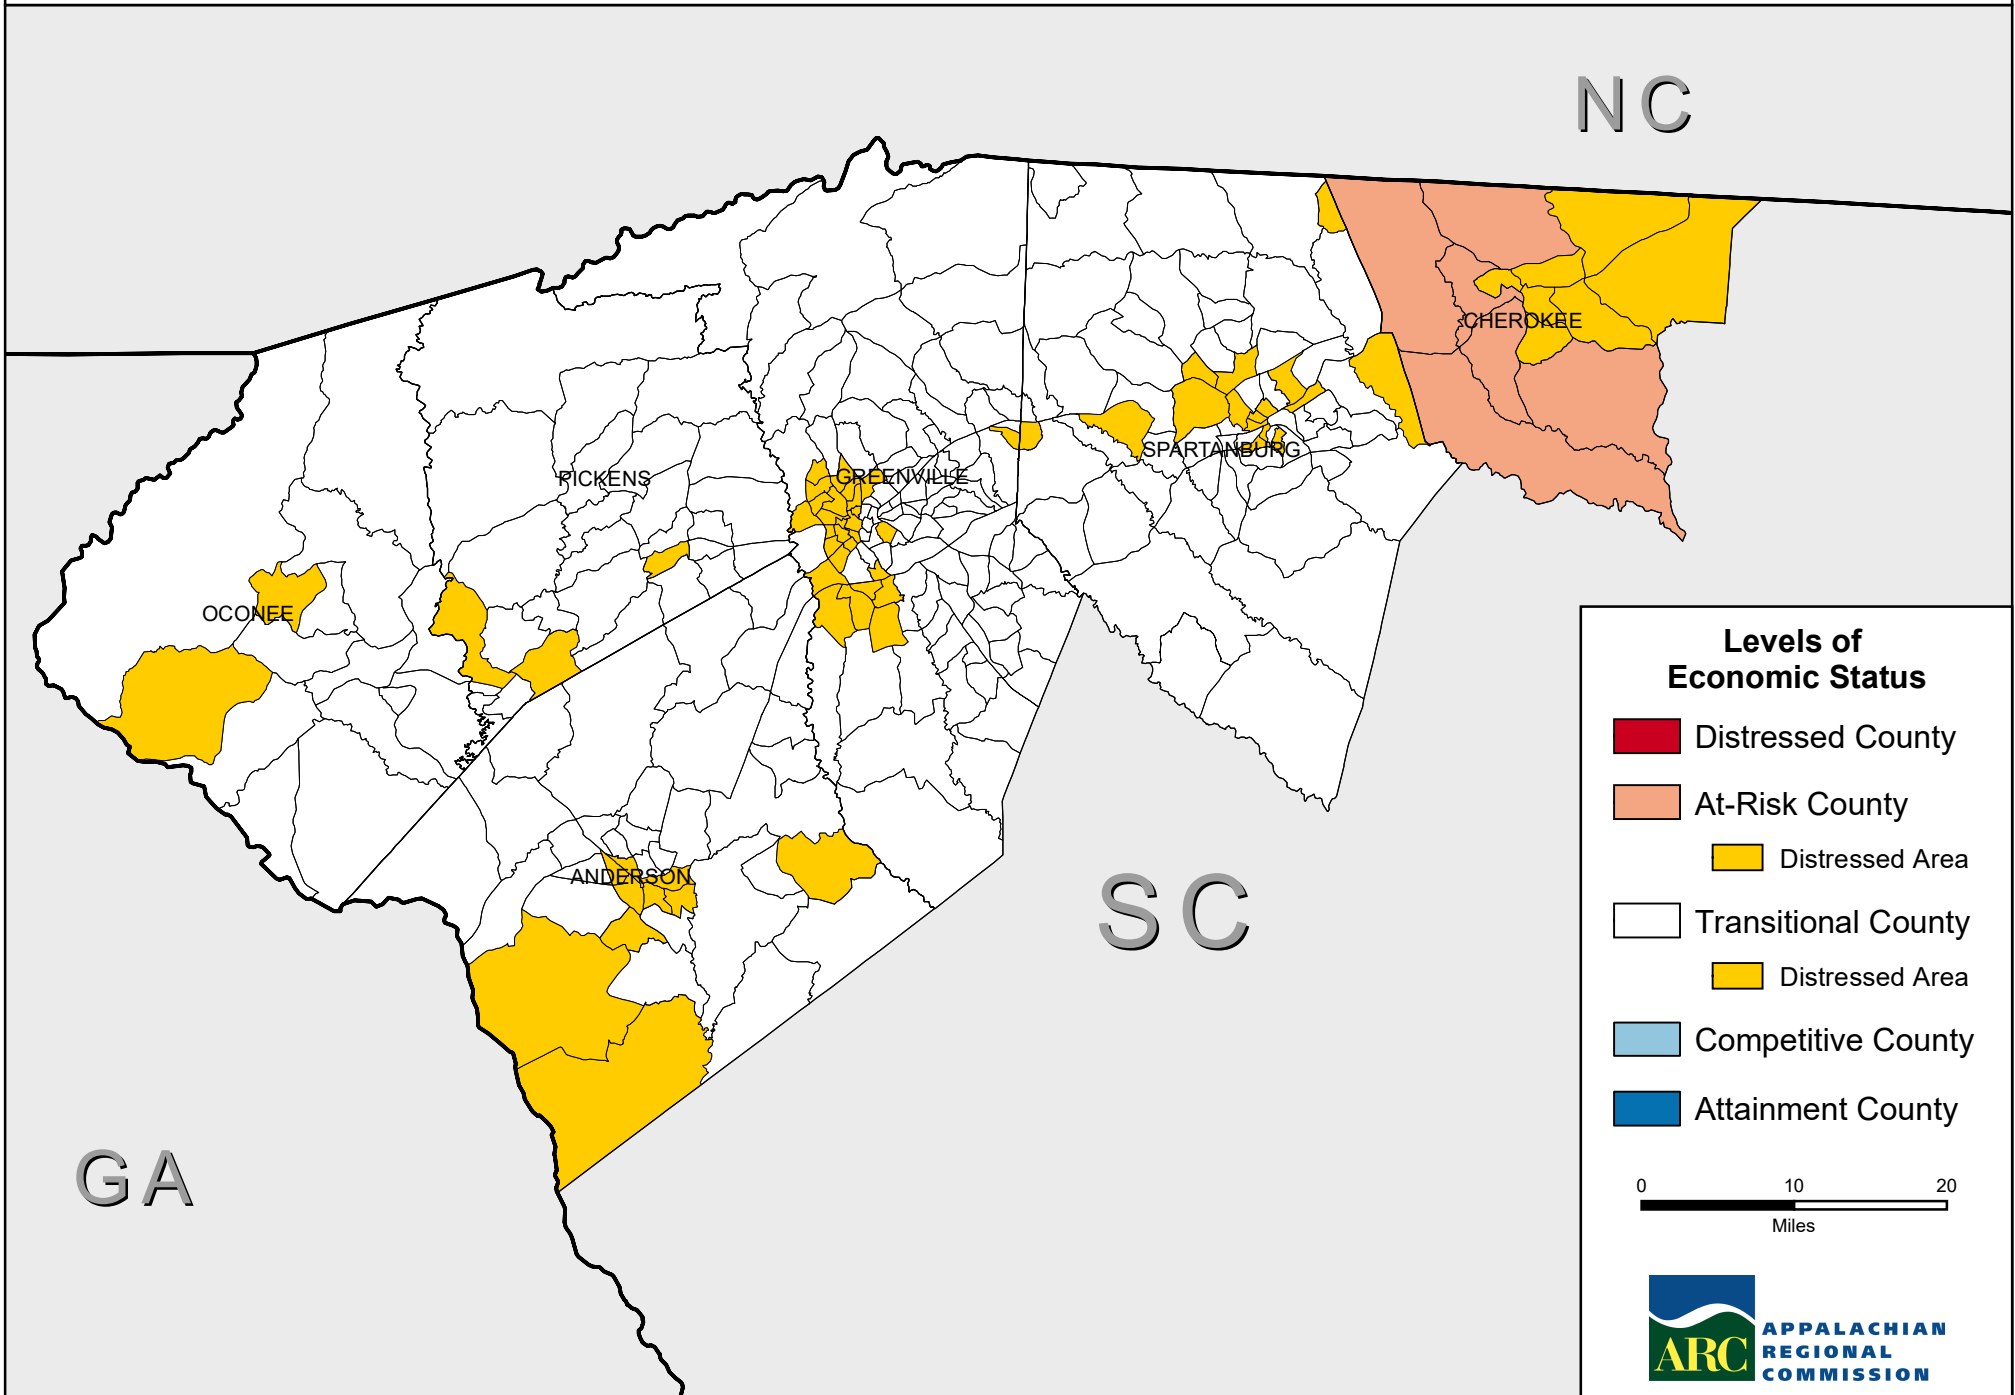 NC
CHEROKEE
SPARTANBURG
GREENVILLE
PICKENS
OCONEE
ANDERSON
SC
GA
Levels of
Economic Status
Distressed County
At-Risk County
Distressed Area
Transitional County
Distressed Area
Competitive County
Attainment County
0 10 20
Miles
ARC
APPALACHIAN
REGIONAL
COMMISSION